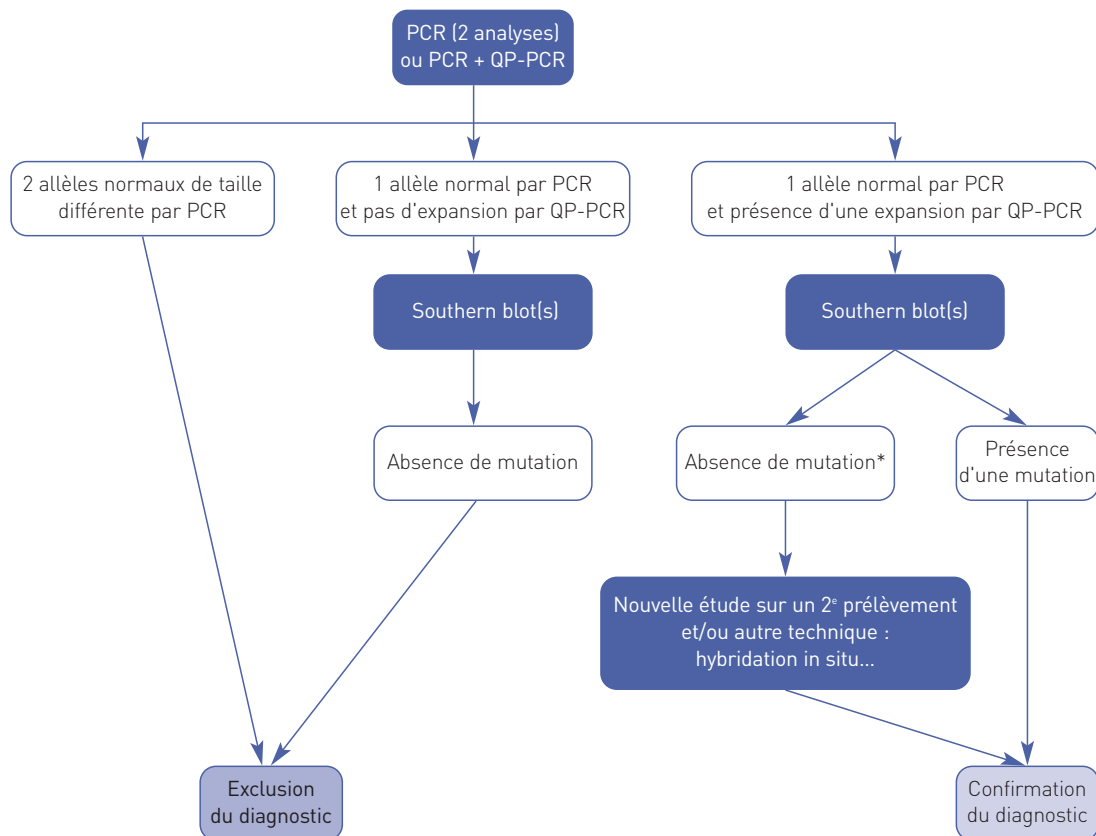 PCR (2 analyses)
ou PCR + QP-PCR
2 allèles normaux de taille
différente par PCR
1 allèle normal par PCR
et pas d'expansion par QP-PCR
1 allèle normal par PCR
et présence d'une expansion par QP-PCR
Southern blot(s)
Southern blot(s)
Absence de mutation
Absence de mutation*
Présence
d'une mutation
Nouvelle étude sur un 2e prélèvement
et/ou autre technique :
hybridation in situ...
Exclusion
du diagnostic
Confirmation
du diagnostic